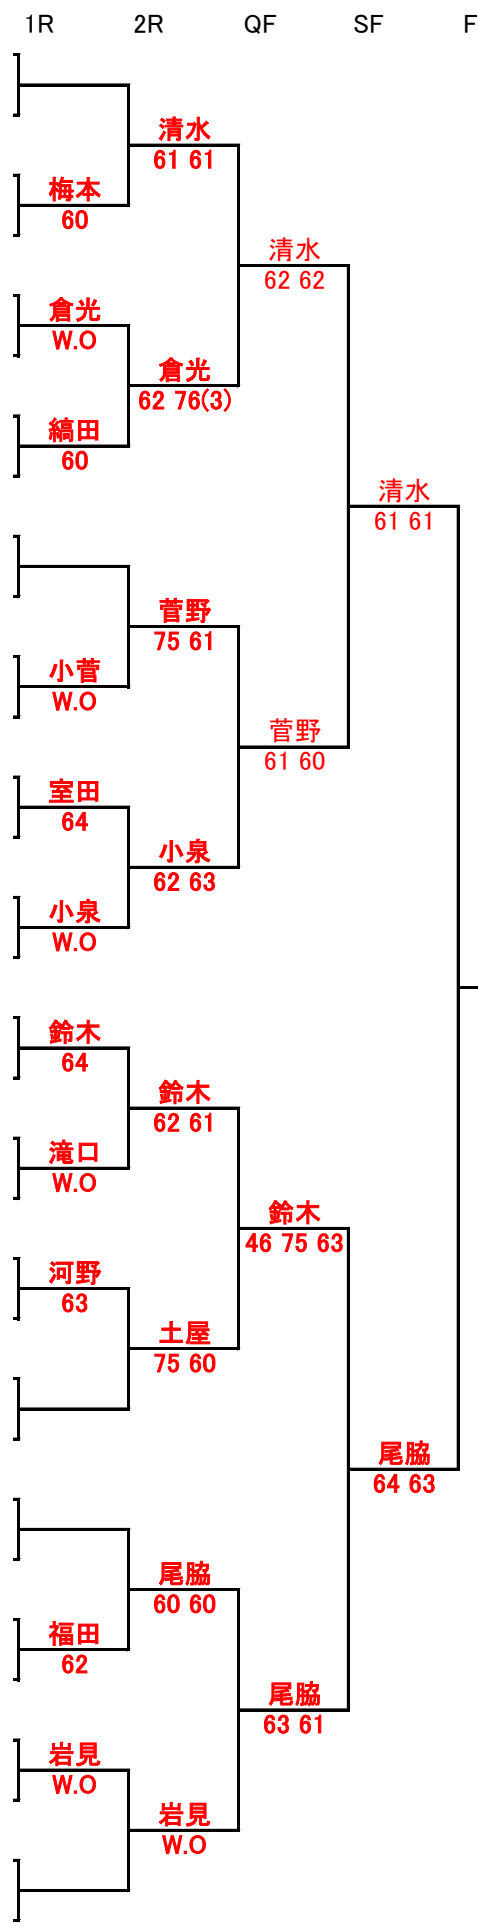 1R 2R QF SF F
清水
61 61
梅本
60
清水
62 62
倉光
W.O
倉光
62 76(3)
縞田
60
清水
61 61
菅野
75 61
小菅
W.O
菅野
61 60
室田
64
小泉
62 63
小泉
W.O
鈴木
64
鈴木
62 61
滝口
W.O
鈴木
46 75 63
河野
63
土屋
75 60
尾脇
64 63
尾脇
60 60
福田
62
尾脇
63 61
岩見
W.O
岩見
W.O